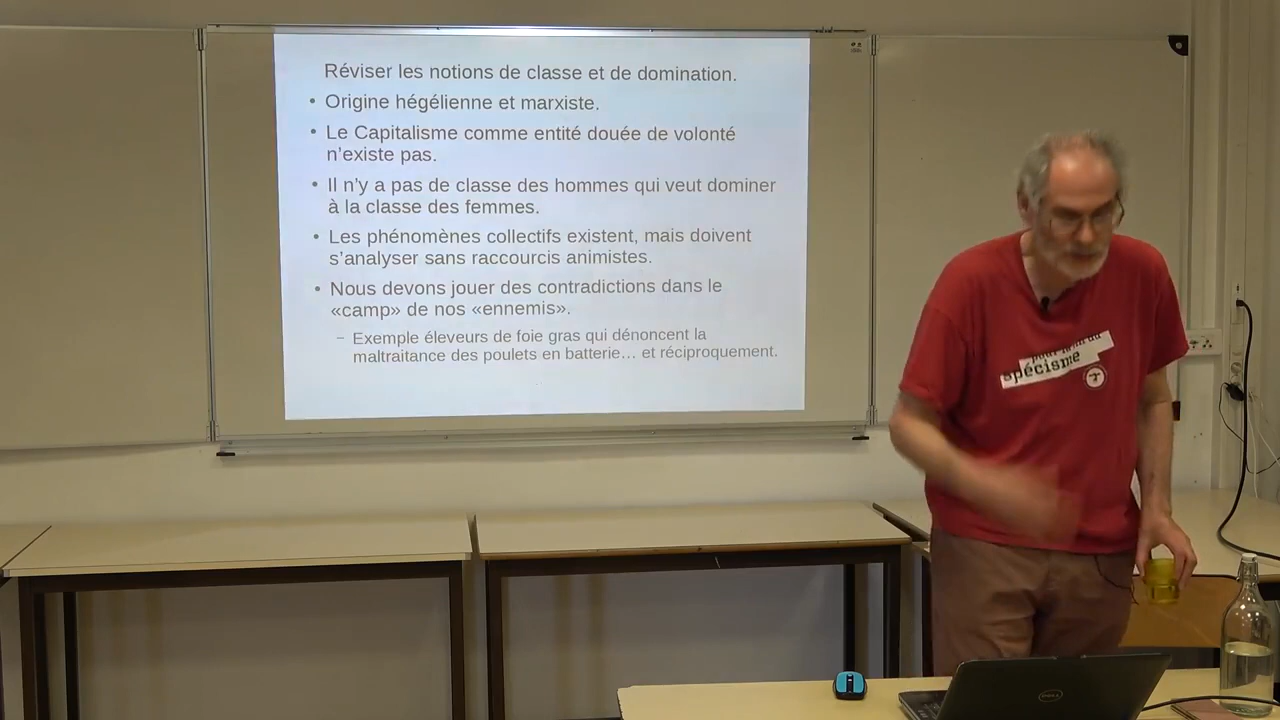 Réviser les notions de classe et de domination.
• Origine hégélienne et marxiste.
• Le Capitalisme comme entité douée de volonté
n'existe pas.
• Il n'y a pas de classe des hommes qui veut dominer
à la classe des femmes.
• Les phénomènes collectifs existent, mais doivent
s'analyser sans raccourcis animistes.
• Nous devons jouer des contradictions dans le
«camp» de nos «ennemis».
– Exemple éleveurs de foie gras qui dénoncent la
maltraitance des poulets en batterie… et réciproquement.
spécisme
DELL